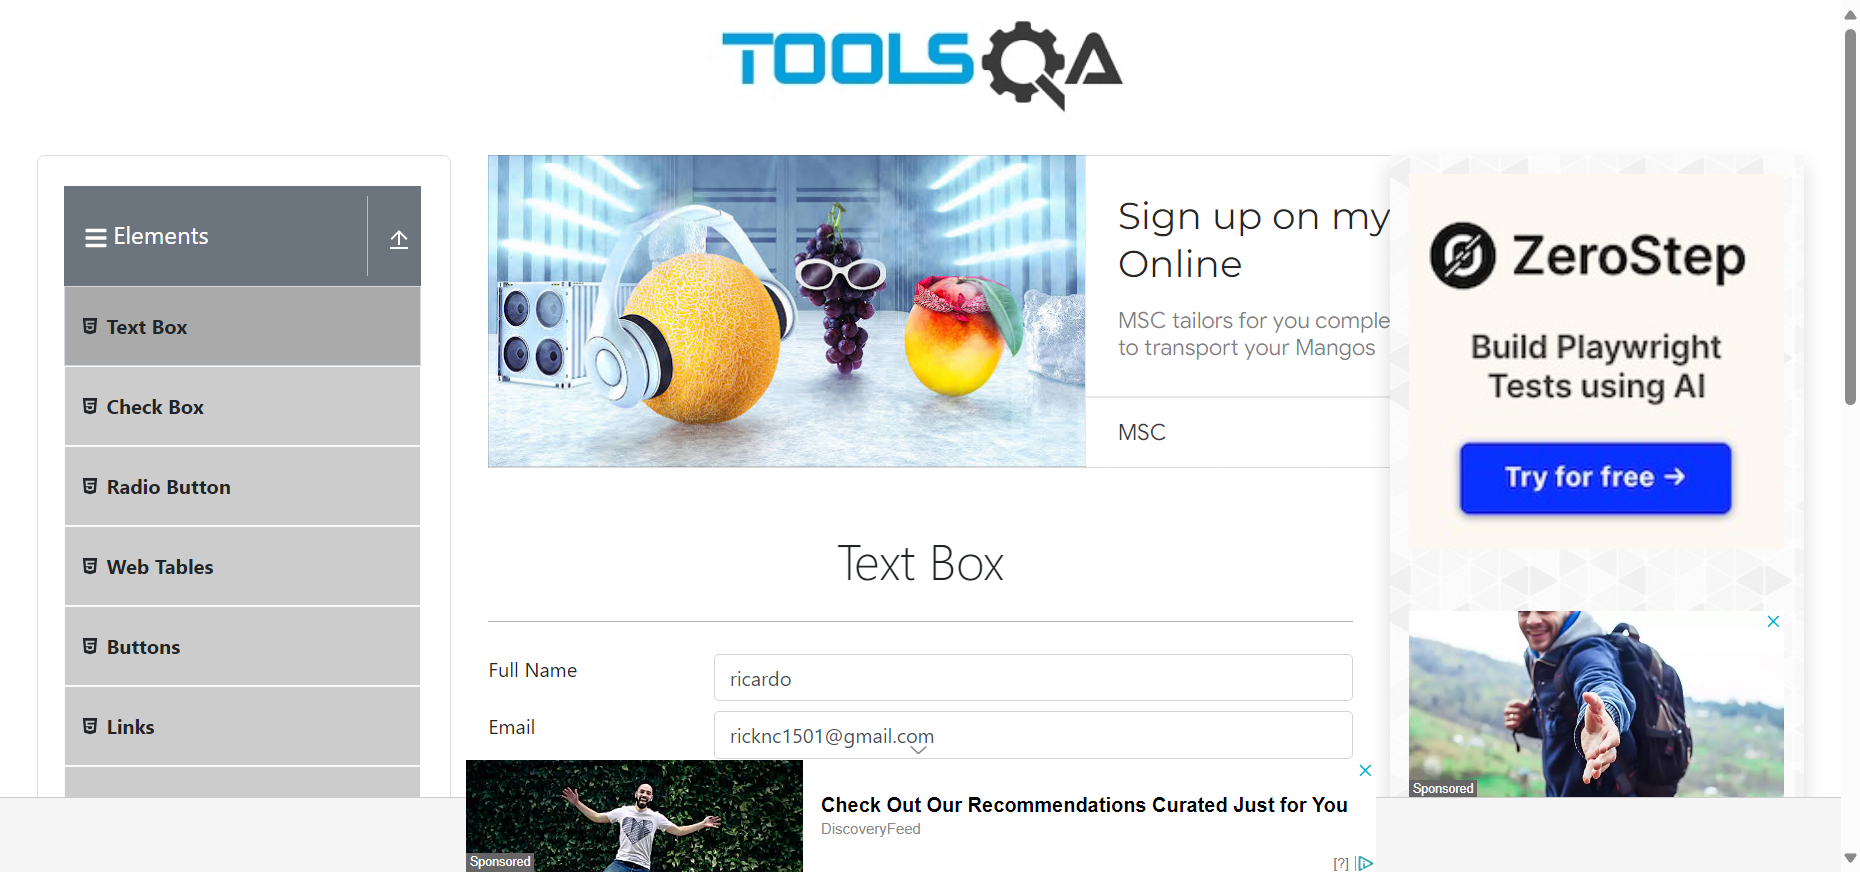 TOOLSQA
Elements
Text Box
Check Box
Radio Button
Web Tables
Buttons
Links
Sign up on my
Online
MSC tailors for you comple
to transport your Mangos
MSC
Text Box
Full Name
ricardo
Email
ricknc1501@gmail.com
ZeroStep
Build Playwright
Tests using AI
Try for free →
Sponsored
Sponsored
Check Out Our Recommendations Curated Just for You
DiscoveryFeed
[?]